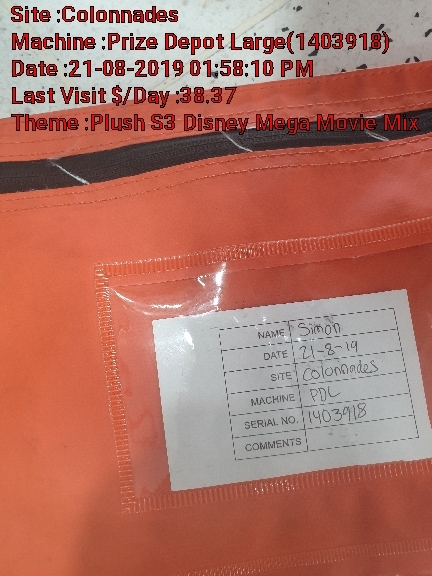 Site :Colonnades
Machine :Prize Depot Large(1403918)
Date :21-08-2019 01:58:10 PM
Last Visit $/Day :38.37
Theme :Plush S3 Disney Mega Movie Mix
NAME Simon
DATE 21-8-19
SITE Colonnades
MACHINE PDL
SERIAL NO. 1403918
COMMENTS